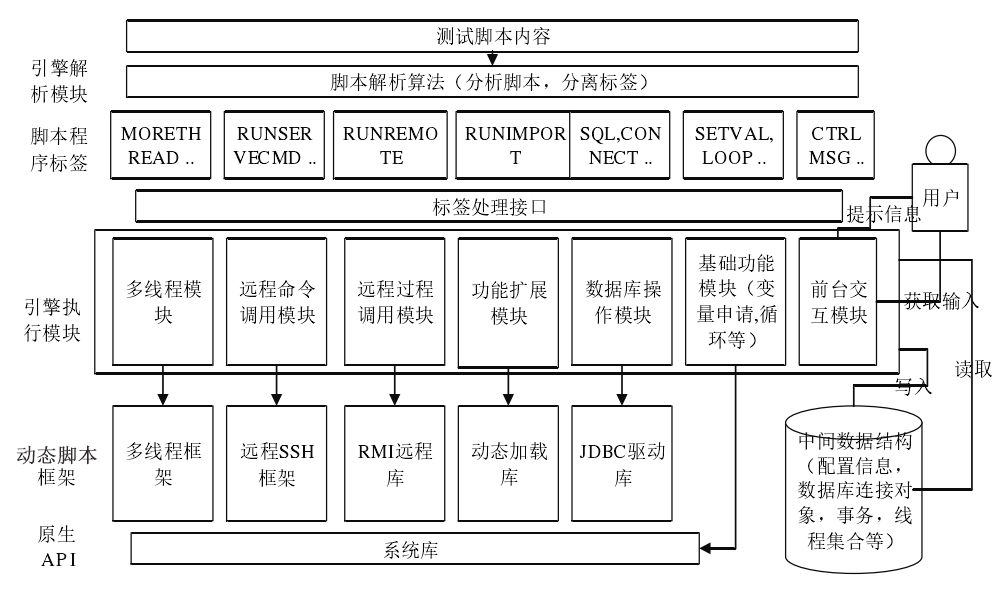 测试脚本内容
引擎解
析模块
脚本解析算法（分析脚本，分离标签）
脚本程
序标签
MORETH
READ ..
RUNSER
VECMD ..
RUNREMO
TE
RUNIMPOR
T
SQL,CO
NNECT ..
SETVAL,
LOOP ..
CTRL
MSG ..
标签处理接口
提示信息
用户
引擎执
行模块
多线程模
块
远程命令
调用模块
远程过程
调用模块
功能扩展
模块
数据库操
作模块
基础功能
模块（变
量申请,循
环等）
前台交
互模块
获取输入
读取
写入
动态脚本
框架
多线程框
架
远程SSH
框架
RMI远程
库
动态加载
库
JDBC驱动
库
中间数据结构
（配置信息，
数据库连接对
象，事务，线
程集合等）
原生
API
系统库